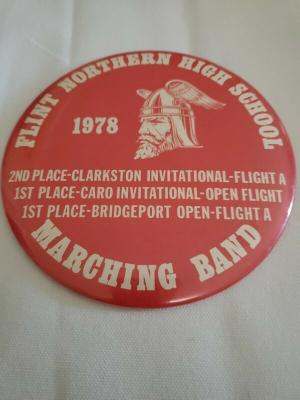 FLINT NORTHERN HIGH SCHOOL
1978
2ND PLACE-CLARKSTON INVITATIONAL-FLIGHT A
1ST PLACE-CARO INVITATIONAL-OPEN FLIGHT
1ST PLACE-BRIDGEPORT OPEN-FLIGHT A
MARCHING BAND